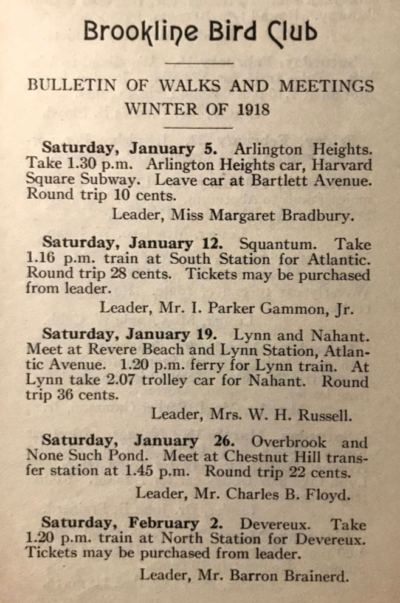 Brookline Bird Club
BULLETIN OF WALKS AND MEETINGS
WINTER OF 1918
Saturday, January 5. Arlington Heights.
Take 1.30 p.m. Arlington Heights car, Harvard
Square Subway. Leave car at Bartlett Avenue.
Round trip 10 cents.
Leader, Miss Margaret Bradbury.
Saturday, January 12. Squantum. Take
1.16 p.m. train at South Station for Atlantic.
Round trip 28 cents. Tickets may be purchased
from leader.
Leader, Mr. I. Parker Gammon, Jr.
Saturday, January 19. Lynn and Nahant.
Meet at Revere Beach and Lynn Station, Atlan-
tic Avenue. 1.20 p.m. ferry for Lynn train. At
Lynn take 2.07 trolley car for Nahant. Round
trip 36 cents.
Leader, Mrs. W. H. Russell.
Saturday, January 26. Overbrook and
None Such Pond. Meet at Chestnut Hill trans-
fer station at 1.45 p.m. Round trip 22 cents.
Leader, Mr. Charles B. Floyd.
Saturday, February 2. Devereux. Take
1.20 p.m. train at North Station for Devereux.
Tickets may be purchased from leader.
Leader, Mr. Barron Brainerd.